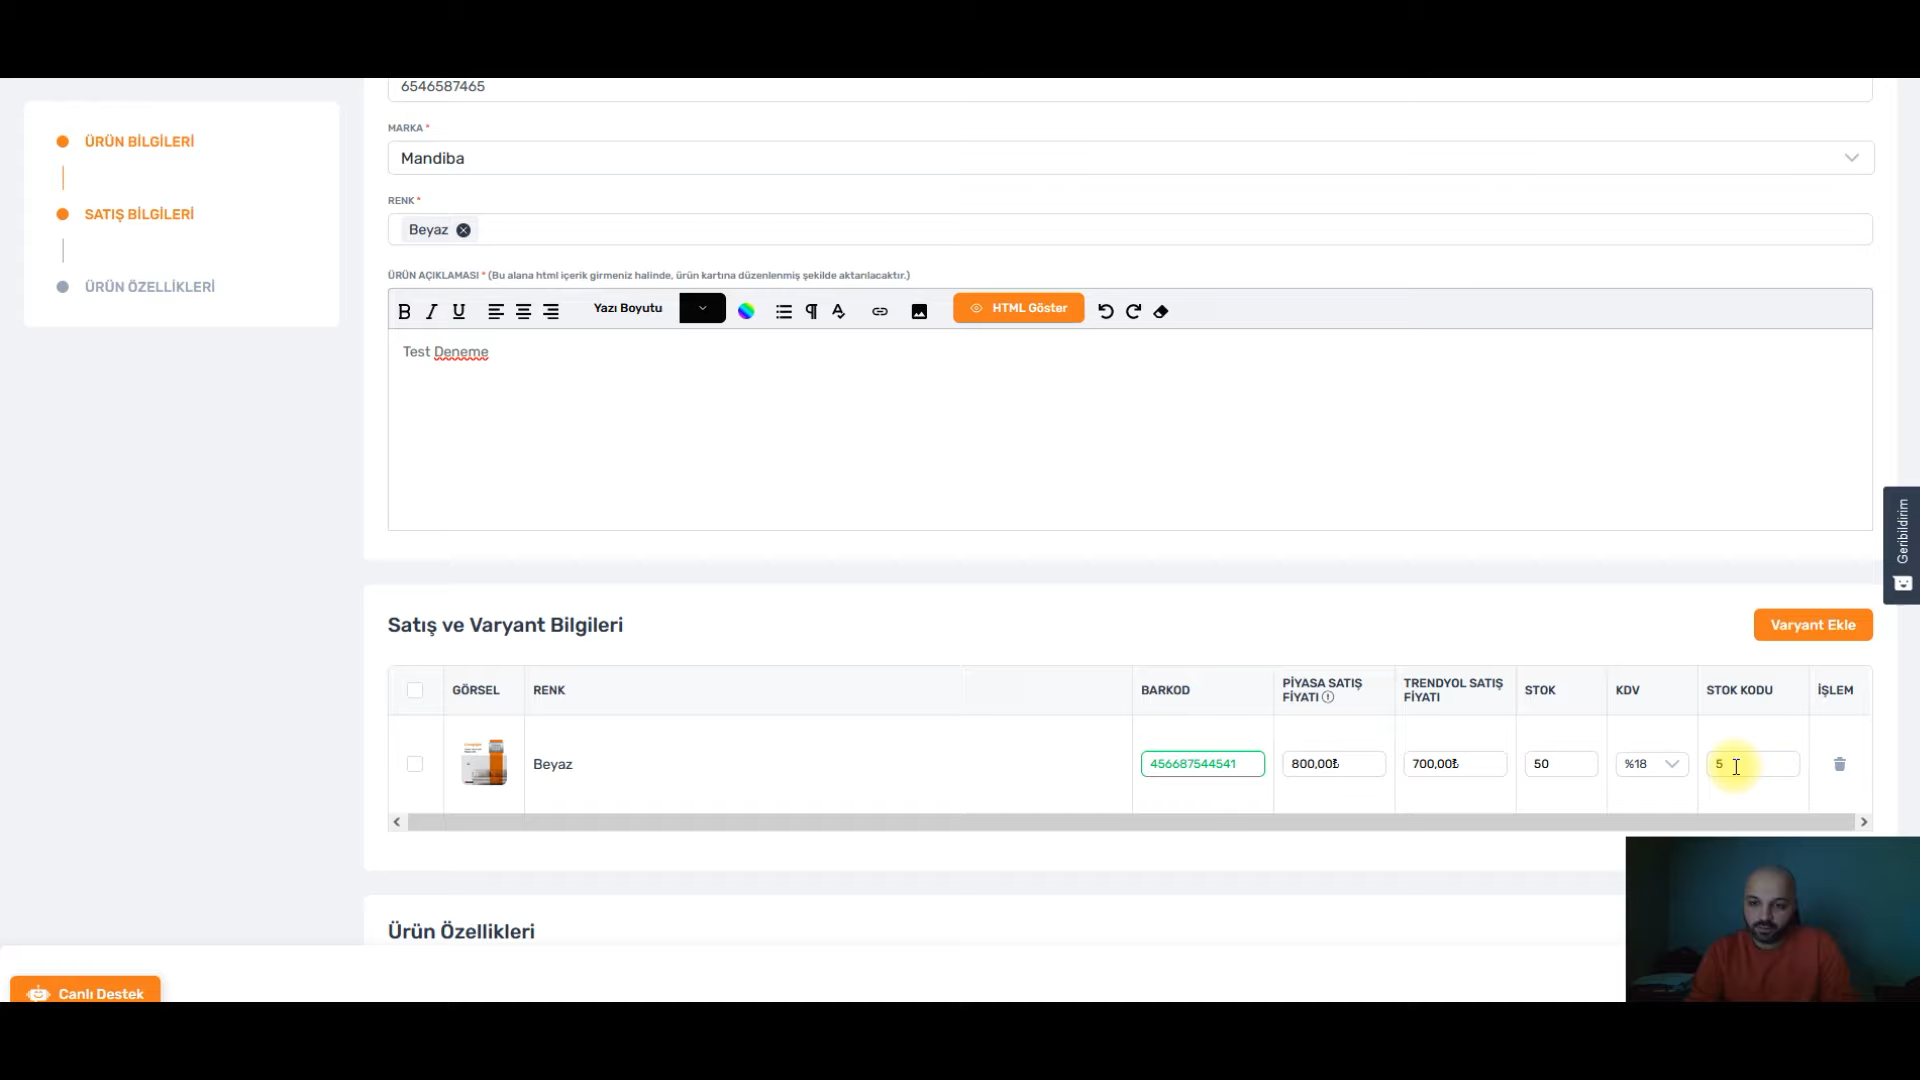 6546587465
ÜRÜN BİLGİLERİ
SATIŞ BİLGİLERİ
ÜRÜN ÖZELLİKLERİ
MARKA *
Mandiba
RENK *
Beyaz
ÜRÜN AÇIKLAMASI * (Bu alana html içerik girmeniz halinde, ürün kartına düzenlenmiş şekilde aktarılacaktır.)
B I U Yazı Boyutu HTML Göster
Test Deneme
Geribildirim
Satış ve Varyant Bilgileri
Varyant Ekle
GÖRSEL RENK BARKOD PİYASA SATIŞ FİYATI TRENDYOL SATIŞ FİYATI STOK KDV STOK KODU İŞLEM
Beyaz 456687544541 800,00₺ 700,00₺ 50 %18 5
Ürün Özellikleri
Canlı Destek